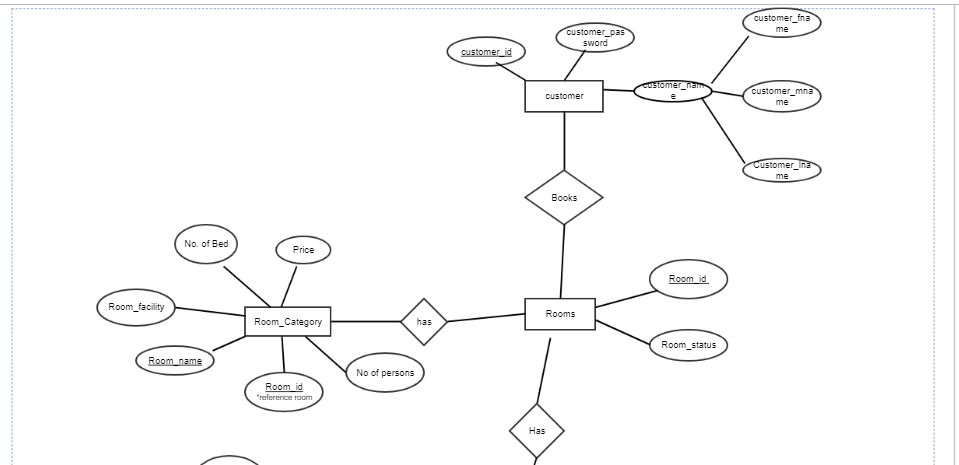 customer_fna
me
customer_pas
sword
customer_id
customer_nam
e
customer
customer_mna
me
Customer_lna
me
Books
No. of Bed
Price
Room_id
Room_facility
Room_Category
has
Rooms
Room_status
Room_name
No of persons
Room_id
*reference room
Has